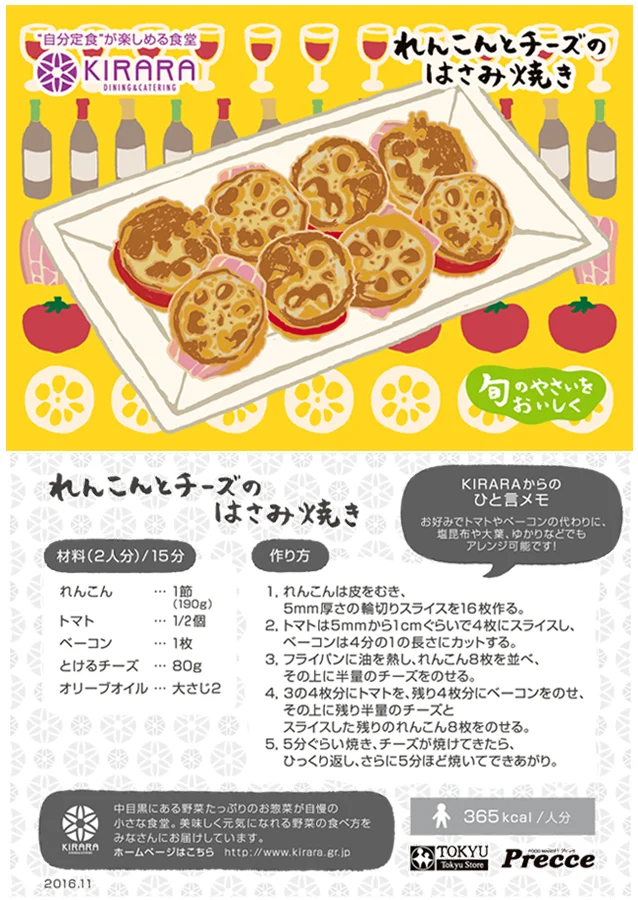 "自分定食"が楽しめる食堂
KIRARA
DINING&CATERING
れんこんとチーズの
はさみ焼き
旬のやさいを
おいしく
れんこんとチーズの
はさみ焼き
KIRARAからの
ひと言メモ
お好みでトマトやベーコンの代わりに、
塩昆布や大葉、ゆかりなどでも
アレンジ可能です!
材料(2人分)/15分
れんこん … 1節
(190g)
トマト … 1/2個
ベーコン … 1枚
とけるチーズ … 80g
オリーブオイル … 大さじ2
作り方
1. れんこんは皮をむき、
5mm厚さの輪切りスライスを16枚作る。
2. トマトは5mmから1cmぐらいで4枚にスライスし、
ベーコンは4分の1の長さにカットする。
3. フライパンに油を熱し、れんこん8枚を並べ、
その上に半量のチーズをのせる。
4. 3の4枚分にトマトを、残り4枚分にベーコンをのせ、
その上に残り半量のチーズと
スライスした残りのれんこん8枚をのせる。
5. 5分ぐらい焼き、チーズが焼けてきたら、
ひっくり返し、さらに5分ほど焼いてできあがり。
KIRARA
中目黒にある野菜たっぷりのお惣菜が自慢の
小さな食堂。美味しく元気になれる野菜の食べ方を
みなさんにお届けしています。
ホームページはこちら http://www.kirara.gr.jp
365kcal/人分
TOKYU
Tokyu Store
Precce
2016.11